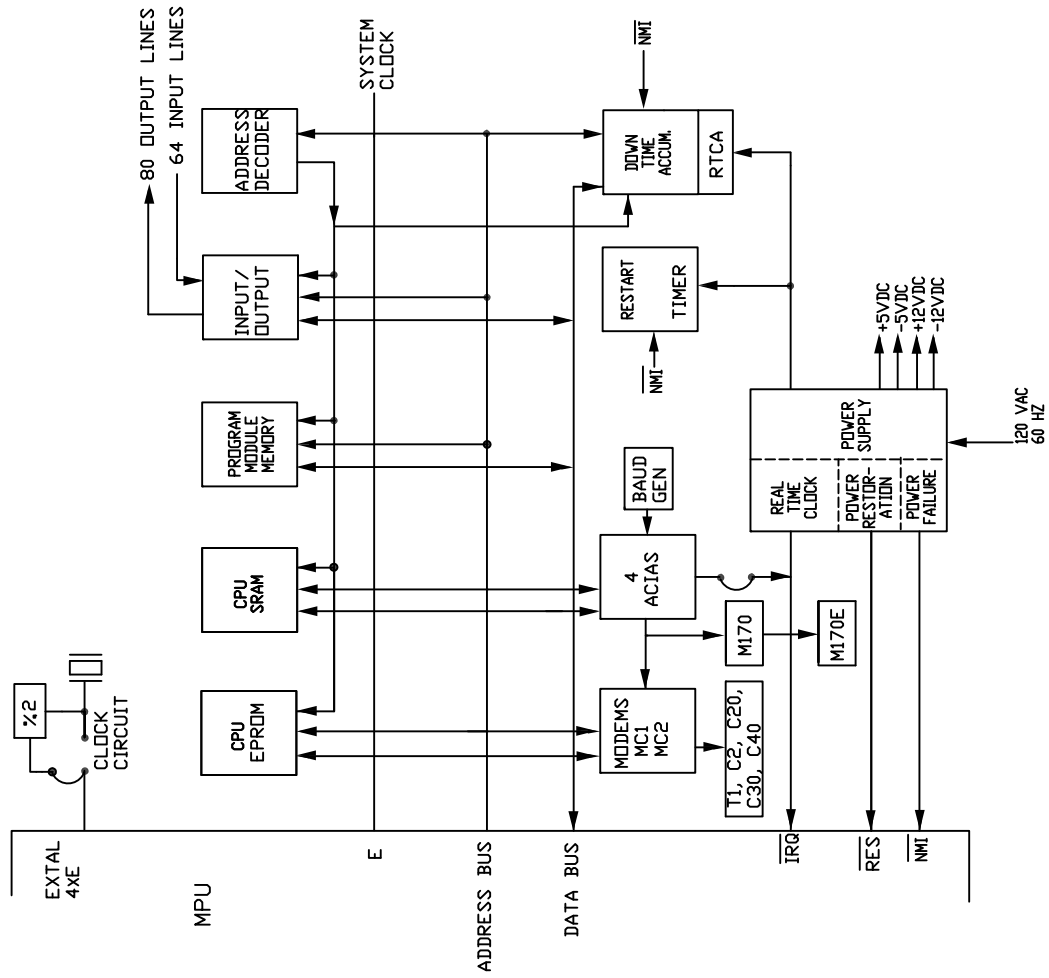 80 OUTPUT LINES
64 INPUT LINES
SYSTEM
CLOCK
NMI
ADDRESS
DECODER
DOWN
TIME
ACCUM.
RTCA
INPUT/
OUTPUT
RESTART
TIMER
NMI
+5VDC
-5VDC
+12VDC
-12VDC
PROGRAM
MODULE
MEMORY
POWER
SUPPLY
120 VAC
60 HZ
BAUD
GEN
REAL
TIME
CLOCK
POWER
RESTOR-
ATION
POWER
FAILURE
CPU
SRAM
4
ACIAS
M170
M170E
%2
CLOCK
CIRCUIT
CPU
EPROM
MODEMS
MC1
MC2
T1, C2, C20,
C30, C40
EXTAL
4xE
MPU
E
ADDRESS BUS
DATA BUS
IRQ
RES
NMI